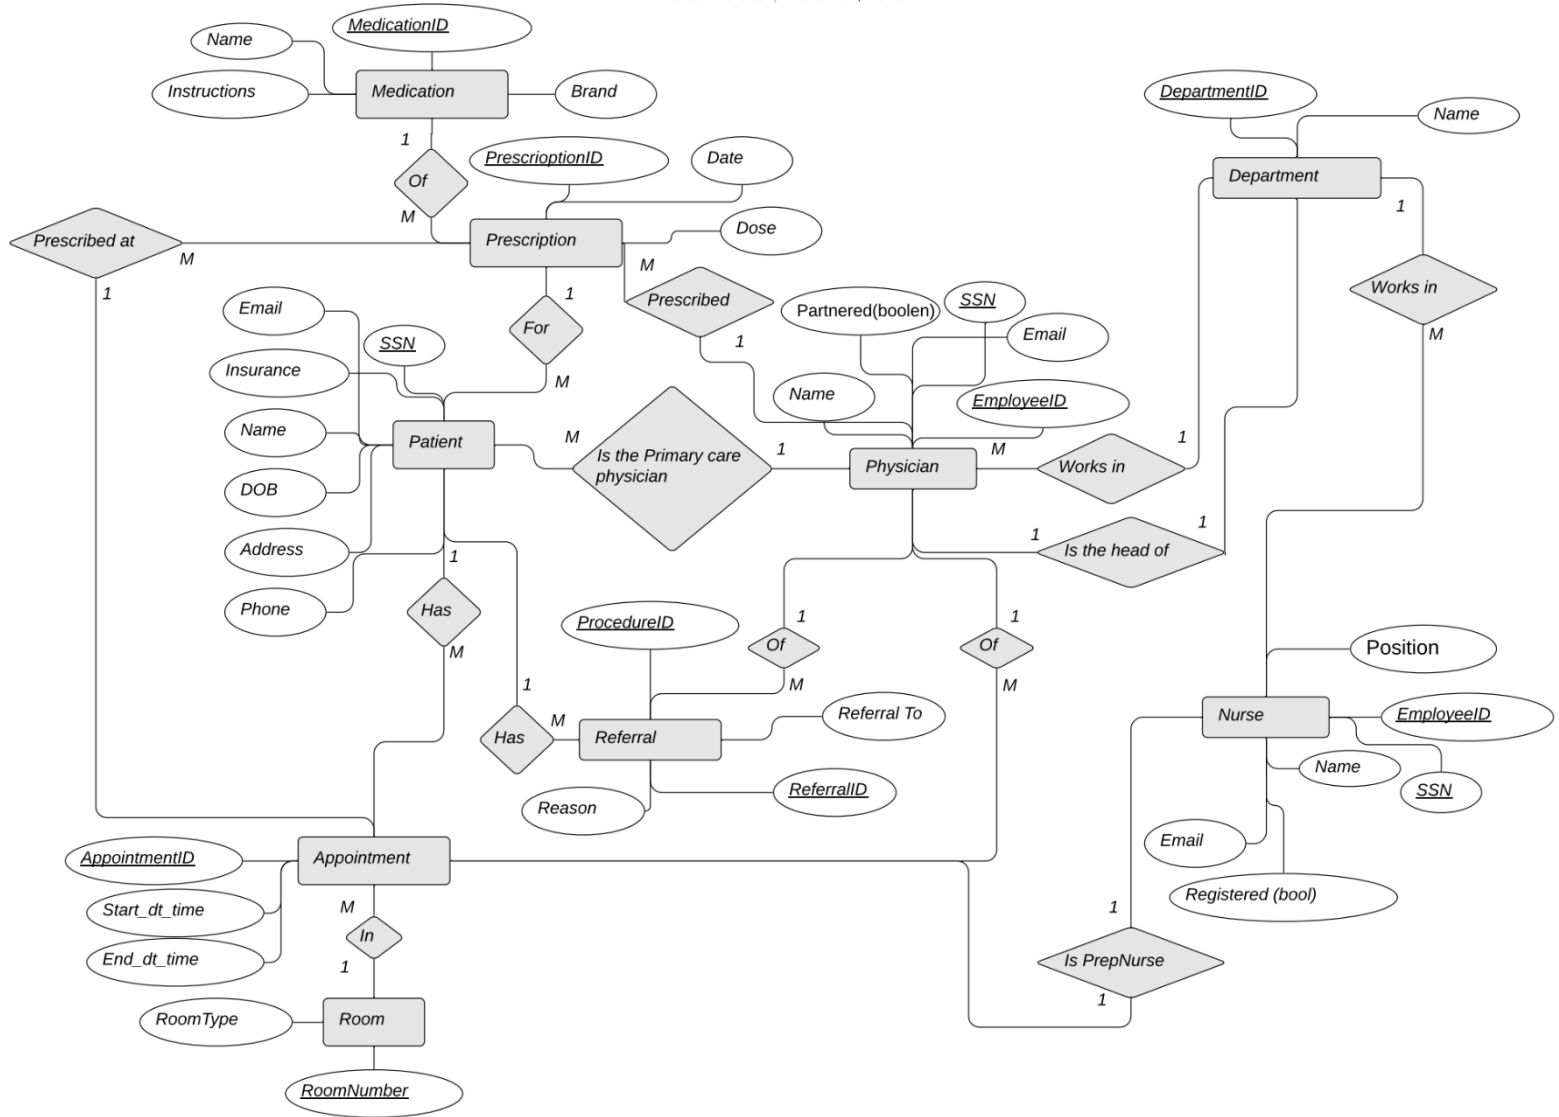 MedicationID
Name
Instructions
Medication
Brand
DepartmentID
Name
1
Of
M
PrescrioptionID
Date
Department
1
Prescribed at
M
1
Prescription
Dose
M
Prescribed
1
Works in
M
Email
SSN
Insurance
Name
DOB
Address
Phone
1
For
M
Partnered(boolen)
SSN
Email
Name
EmployeeID
Patient
M
Is the Primary care
physician
1
Physician
M
Works in
1
1
Is the head of
1
1
Has
M
1
Has
M
ProcedureID
1
Of
M
1
Of
M
Referral
Referral To
Reason
ReferralID
Position
Nurse
EmployeeID
Name
SSN
Email
Registered (bool)
AppointmentID
Appointment
Start_dt_time
End_dt_time
M
In
1
1
Is PrepNurse
1
RoomType
Room
RoomNumber